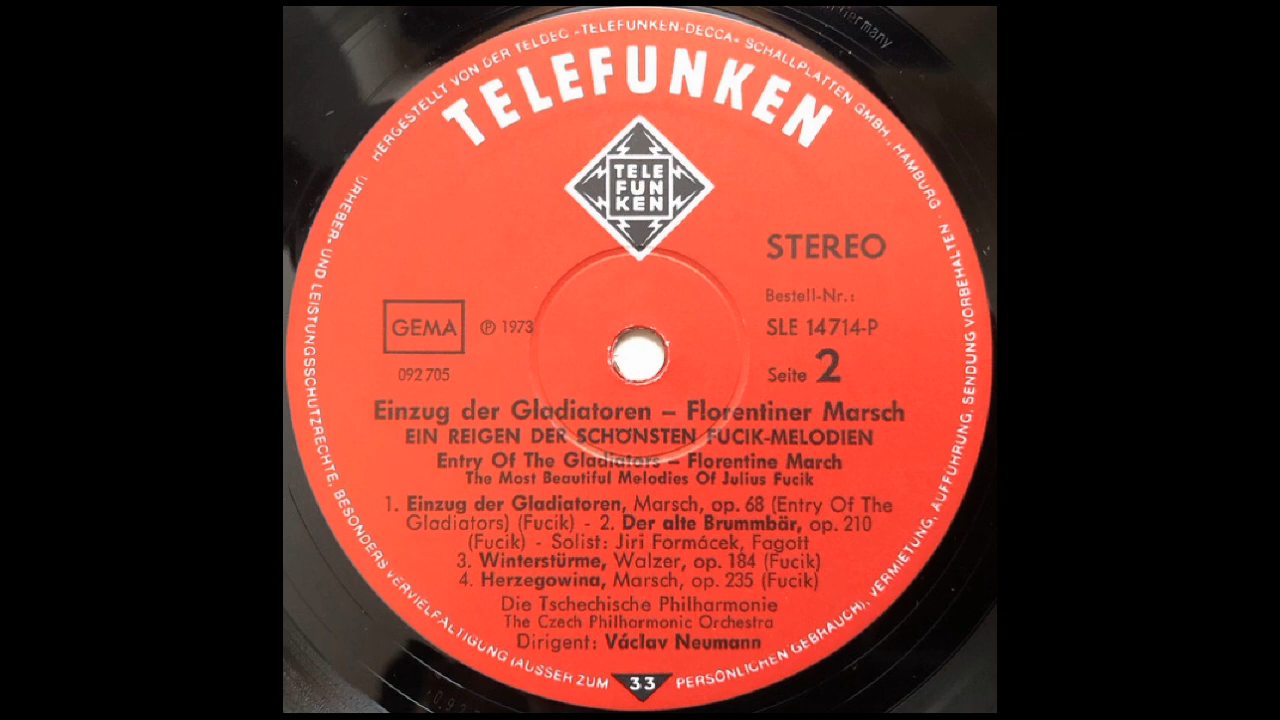 HERGESTELLT VON DER TELDEC »TELEFUNKEN-DECCA« SCHALLPLATTEN GMBH., HAMBURG · URHEBER- UND LEISTUNGSSCHUTZRECHTE, BESONDERS VERVIELFÄLTIGUNG (AUSSER ZUM PERSÖNLICHEN GEBRAUCH), VERMIETUNG, AUFFÜHRUNG, SENDUNG VORBEHALTEN ·
Germany
TELEFUNKEN
TELE
FUN
KEN
STEREO
Bestell-Nr.:
SLE 14 714-P
Seite 2
GEMA
℗ 1973
092 705
Einzug der Gladiatoren – Florentiner Marsch
EIN REIGEN DER SCHÖNSTEN FUCIK-MELODIEN
Entry Of The Gladiators – Florentine March
The Most Beautiful Melodies Of Julius Fucik
1. Einzug der Gladiatoren, Marsch, op. 68 (Entry Of The
Gladiators) (Fucik) - 2. Der alte Brummbär, op. 210
(Fucik) - Solist: Jiri Formácek, Fagott
3. Winterstürme, Walzer, op. 184 (Fucik)
4. Herzegowina, Marsch, op. 235 (Fucik)
Die Tschechische Philharmonie
The Czech Philharmonic Orchestra
Dirigent: Václav Neumann
33